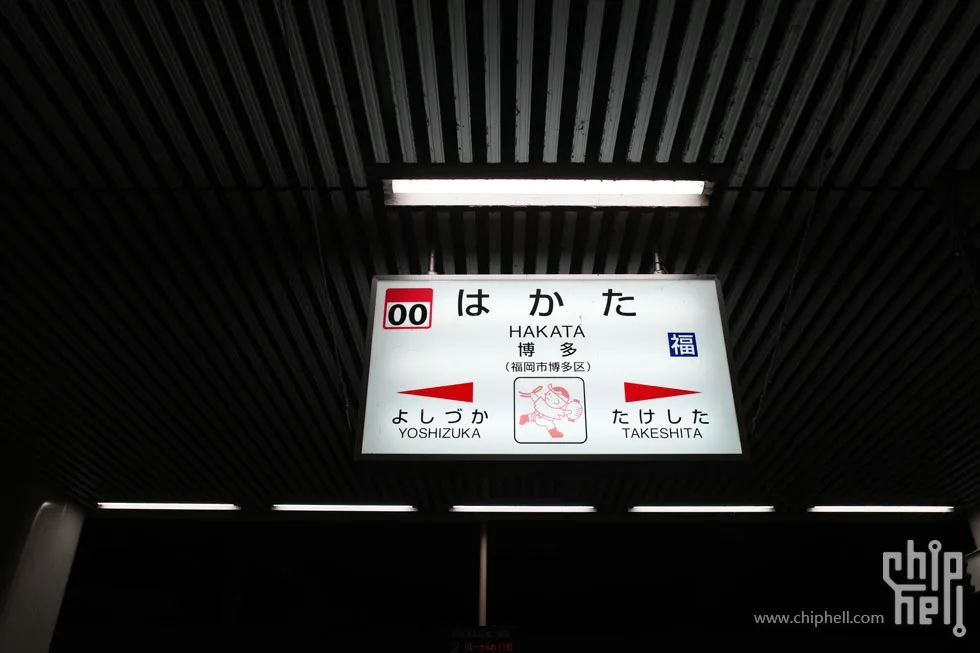 00
は か た
HAKATA
博 多
(福岡市博多区)
福
よ し づ か
YOSHIZUKA
た け し た
TAKESHITA
chip
hell
www.chiphell.com